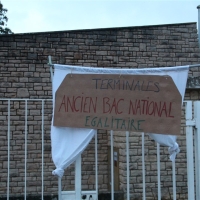 TERMINALES
ANCIEN BAC NATIONAL
EGALITAIRE